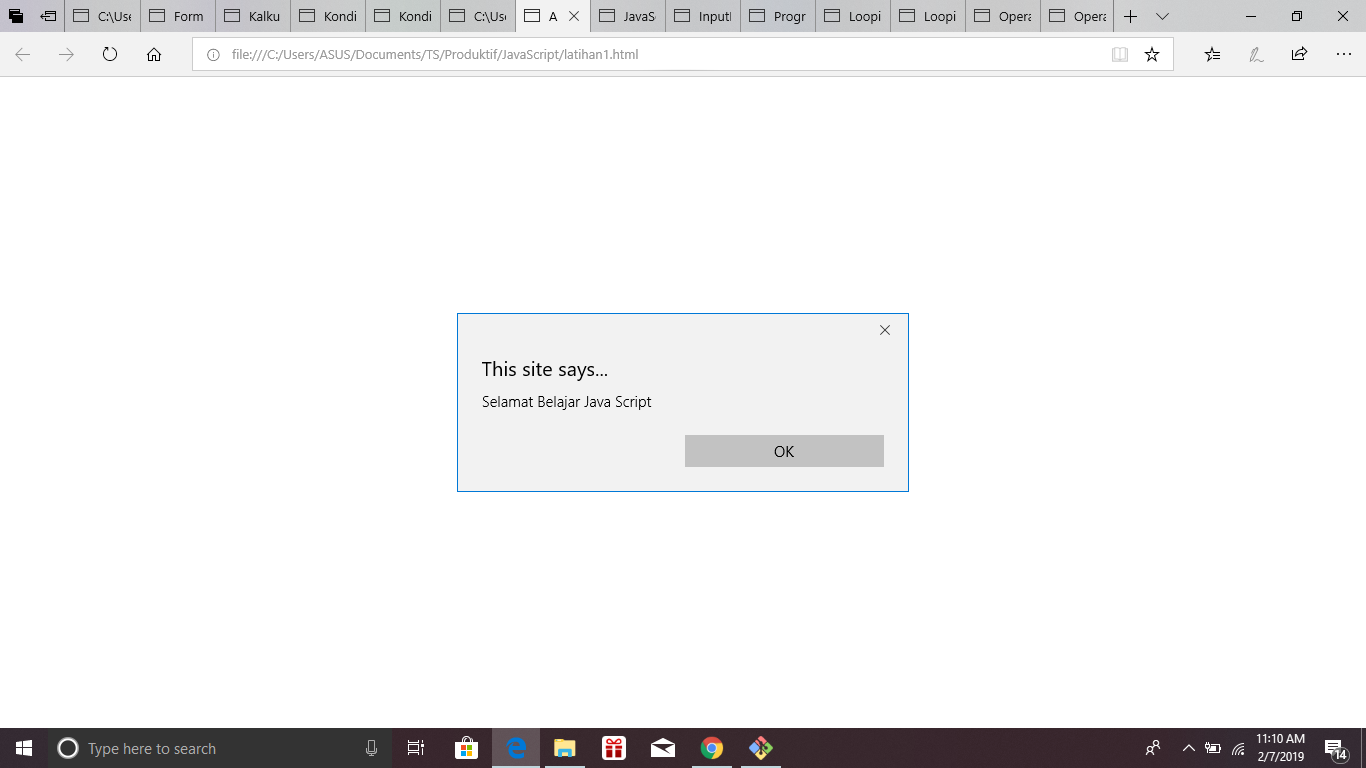 C:\Use
Form
Kalku
Kondi
Kondi
C:\Use
A
JavaS
Input
Progr
Loopi
Loopi
Opera
Opera
file:///C:/Users/ASUS/Documents/TS/Produktif/JavaScript/latihan1.html
This site says...
Selamat Belajar Java Script
OK
Type here to search
11:10 AM
2/7/2019
14